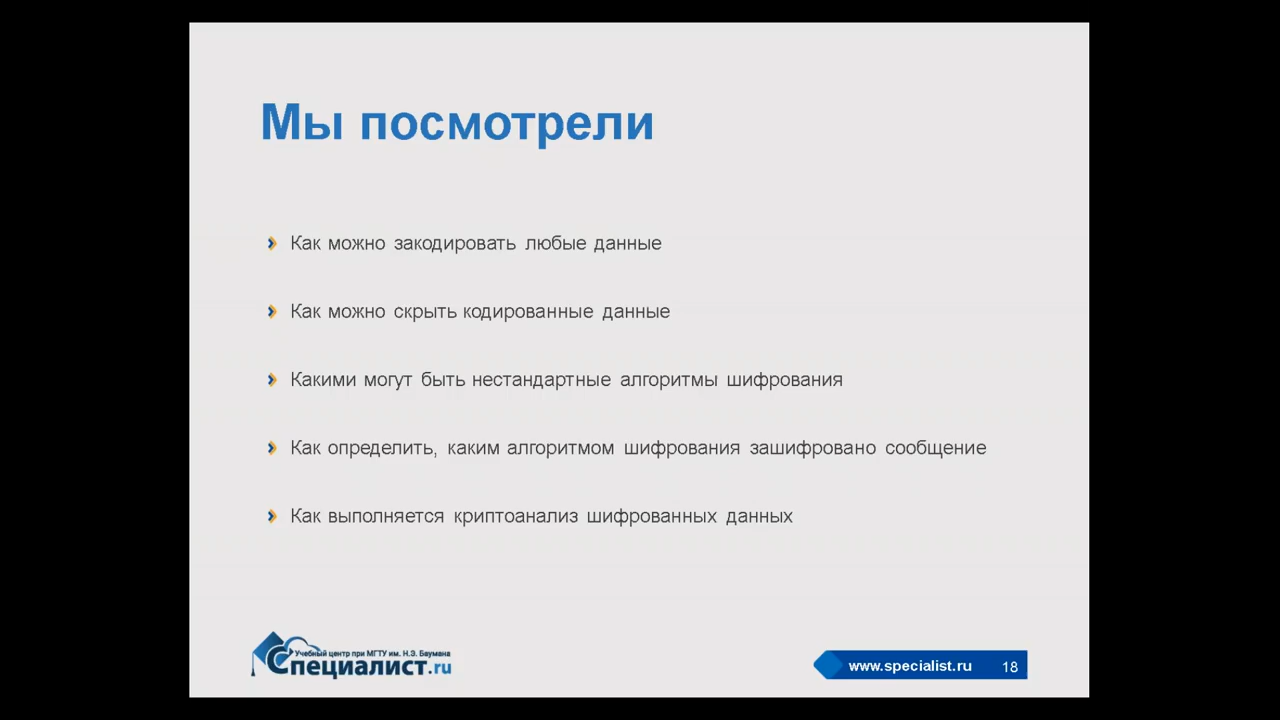 Мы посмотрели
Как можно закодировать любые данные
Как можно скрыть кодированные данные
Какими могут быть нестандартные алгоритмы шифрования
Как определить, каким алгоритмом шифрования зашифровано сообщение
Как выполняется криптоанализ шифрованных данных
Учебный центр при МГТУ им. Н.Э. Баумана
Специалист.ru
www.specialist.ru 18